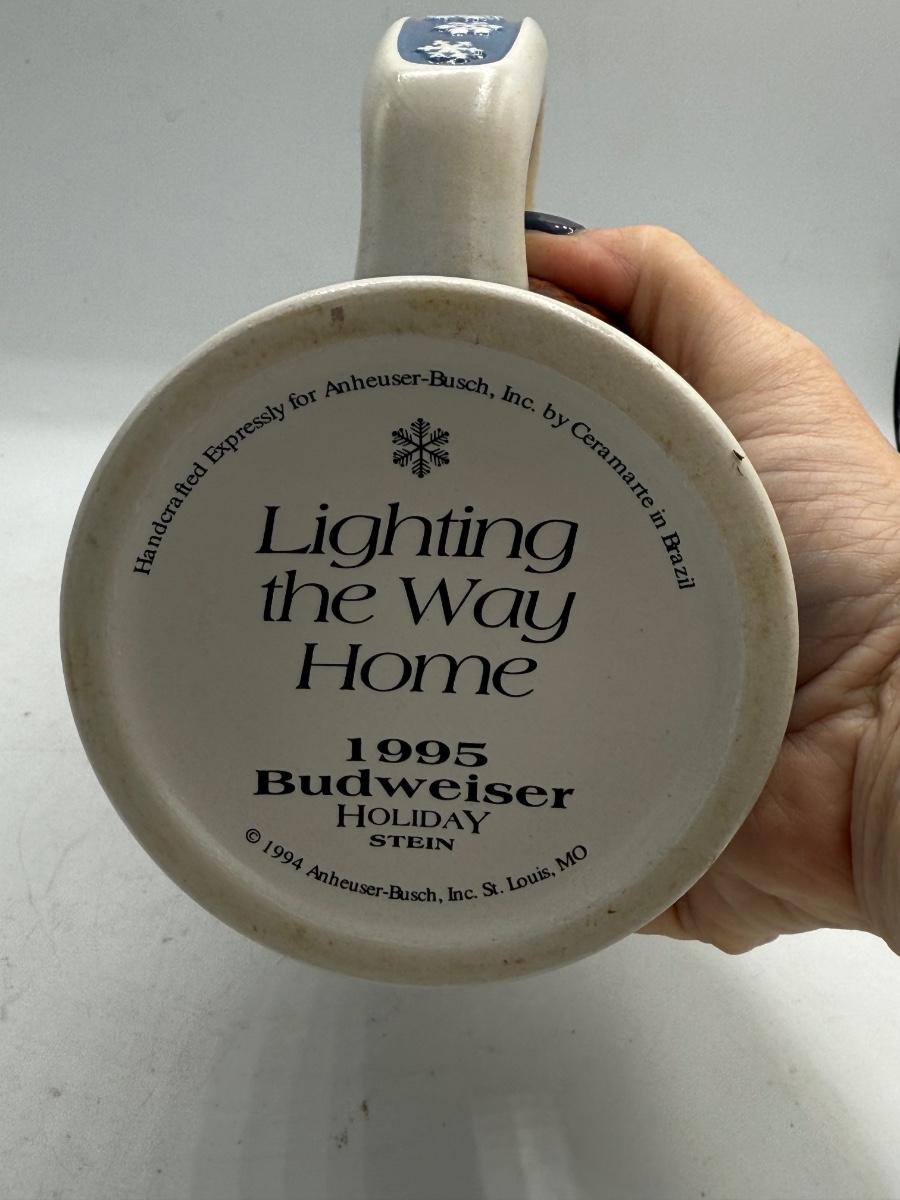 Handcrafted Expressly for Anheuser-Busch, Inc. by Ceramarte in Brazil
Lighting
the Way
Home
1995
Budweiser
HOLIDAY
STEIN
© 1994 Anheuser-Busch, Inc. St. Louis, MO